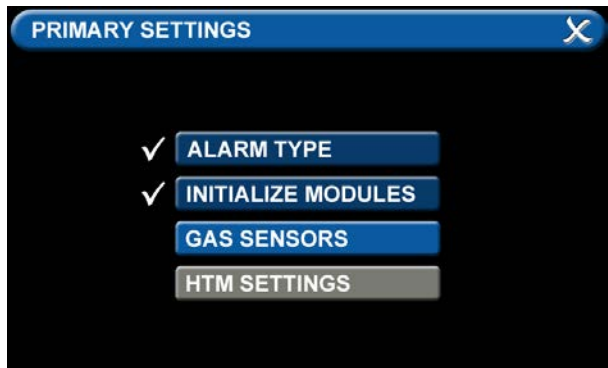 PRIMARY SETTINGS
ALARM TYPE
INITIALIZE MODULES
GAS SENSORS
HTM SETTINGS